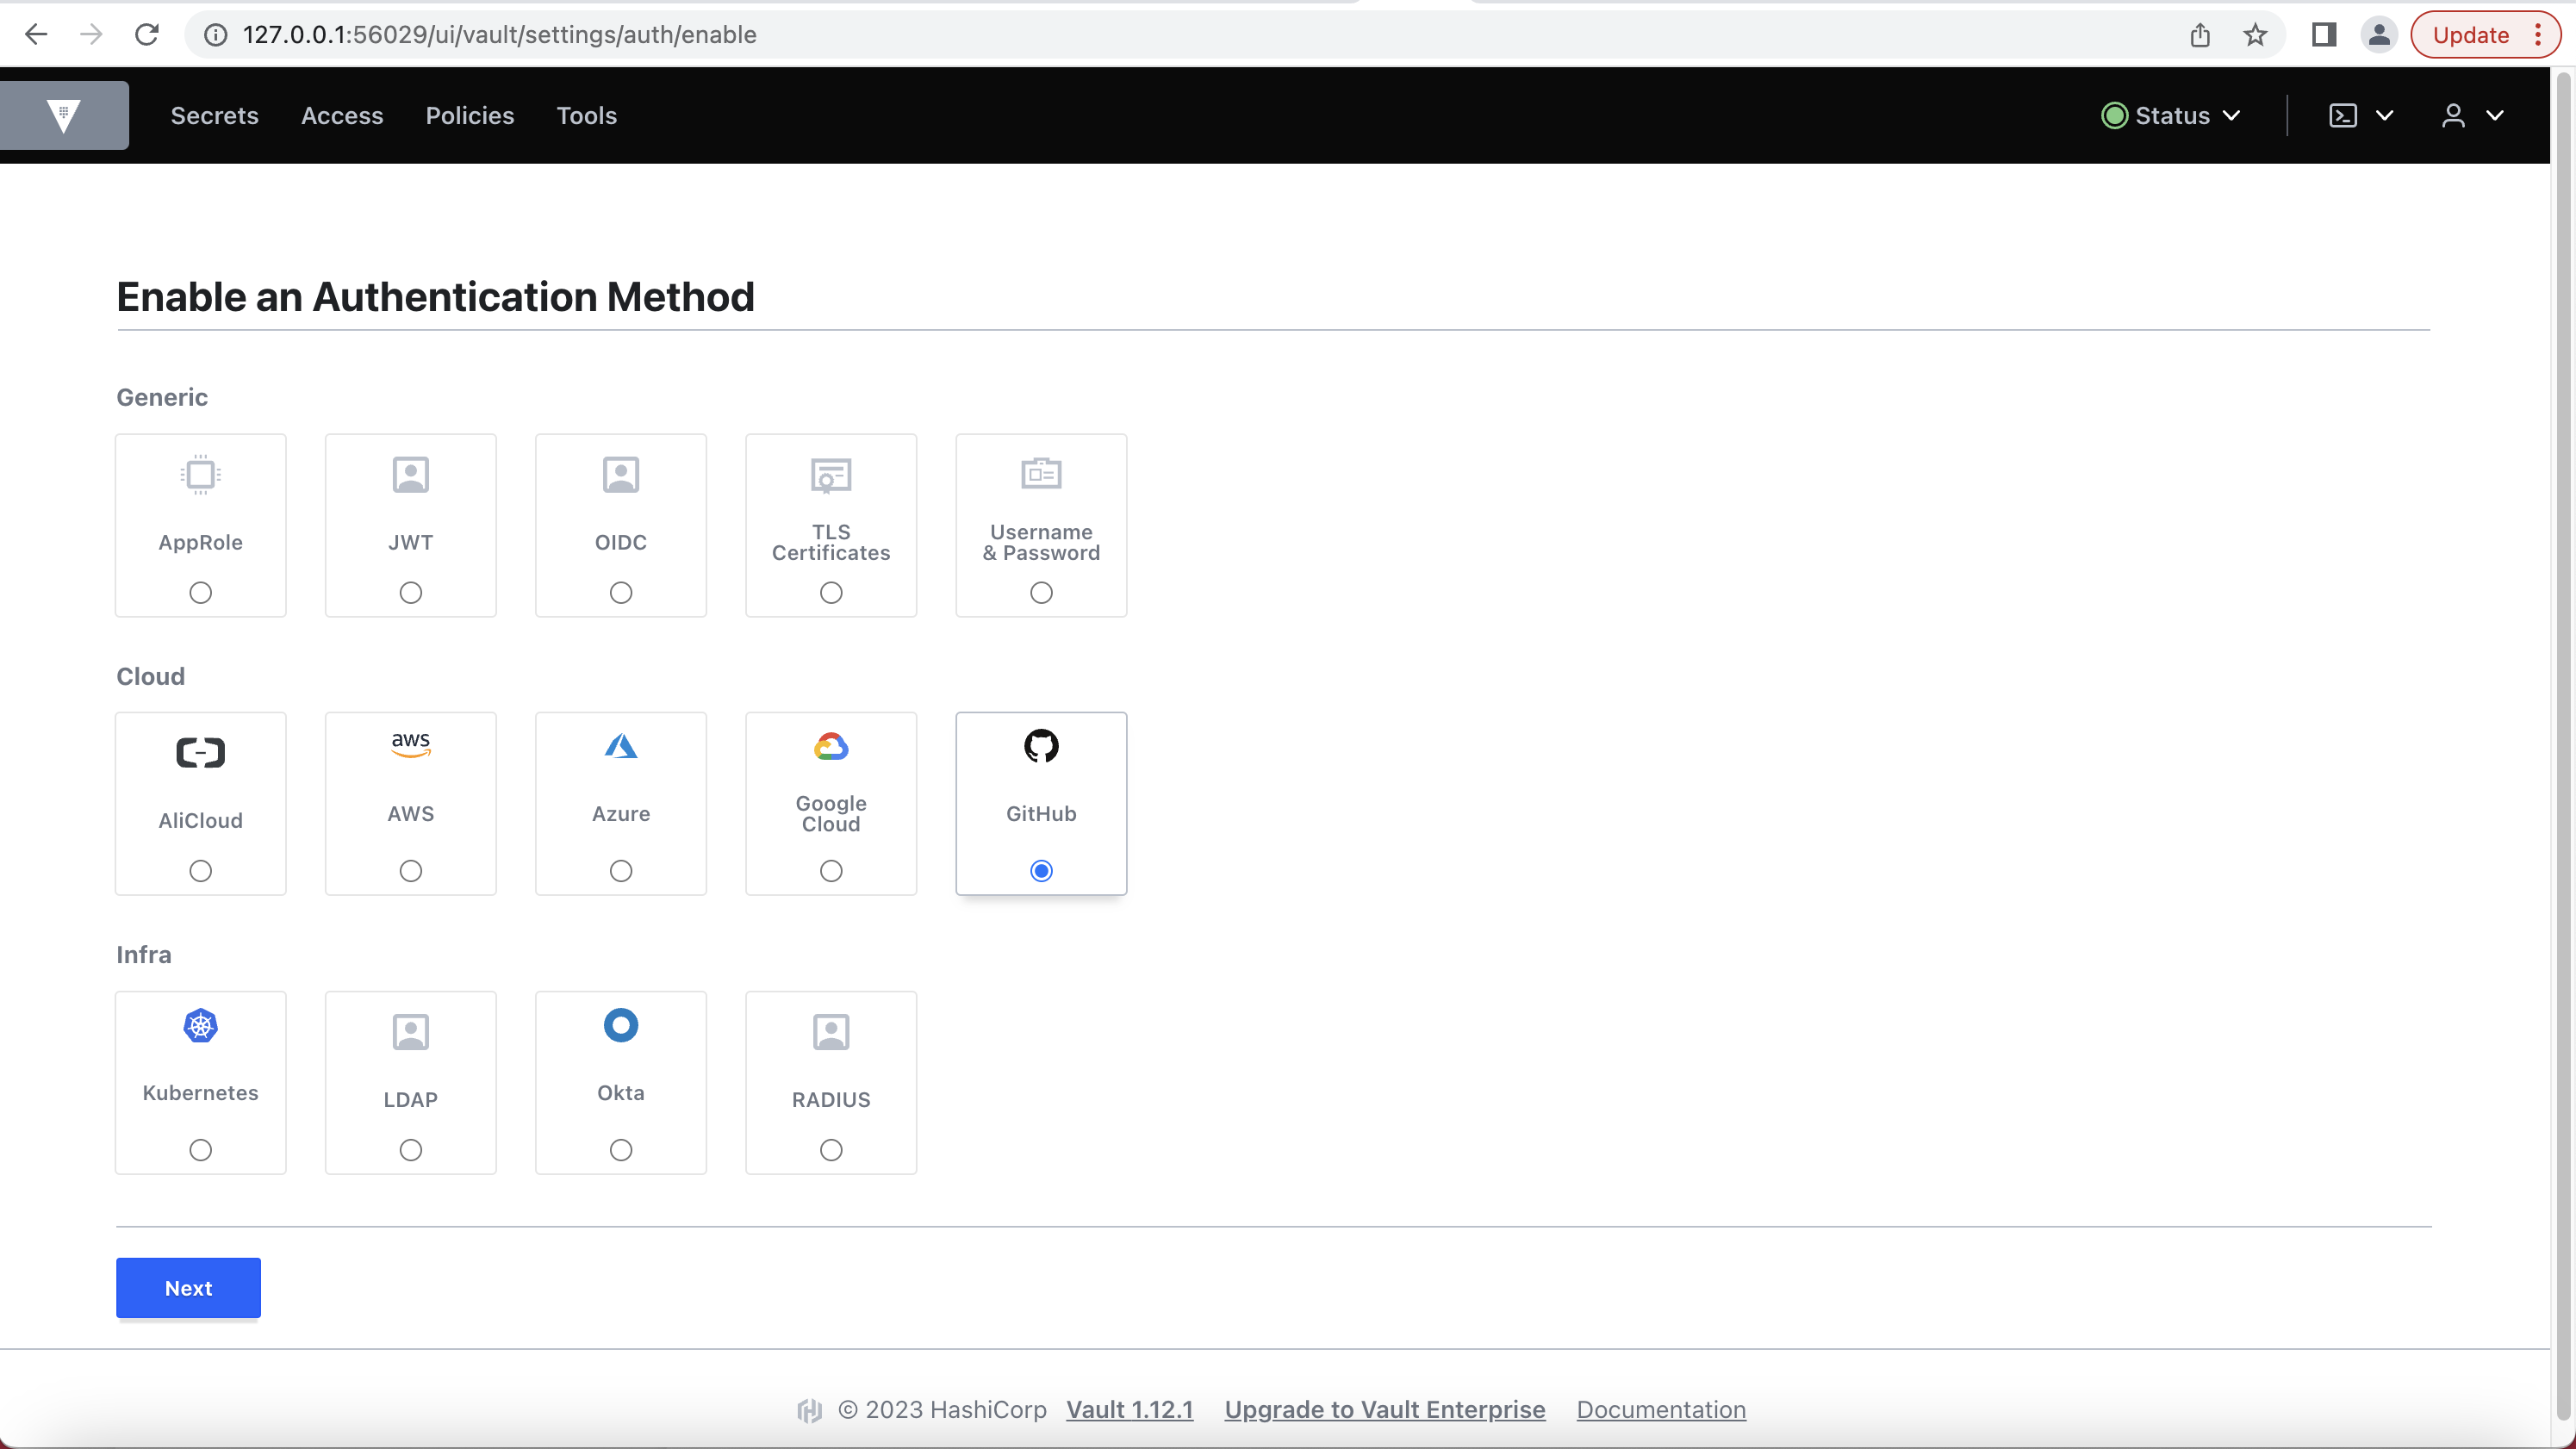 127.0.0.1:56029/ui/vault/settings/auth/enable
Update
Secrets Access Policies Tools
Status
Enable an Authentication Method
Generic
AppRole
JWT
OIDC
TLS
Certificates
Username
& Password
Cloud
AliCloud
aws
AWS
Azure
Google
Cloud
GitHub
Infra
Kubernetes
LDAP
Okta
RADIUS
Next
© 2023 HashiCorp Vault 1.12.1 Upgrade to Vault Enterprise Documentation